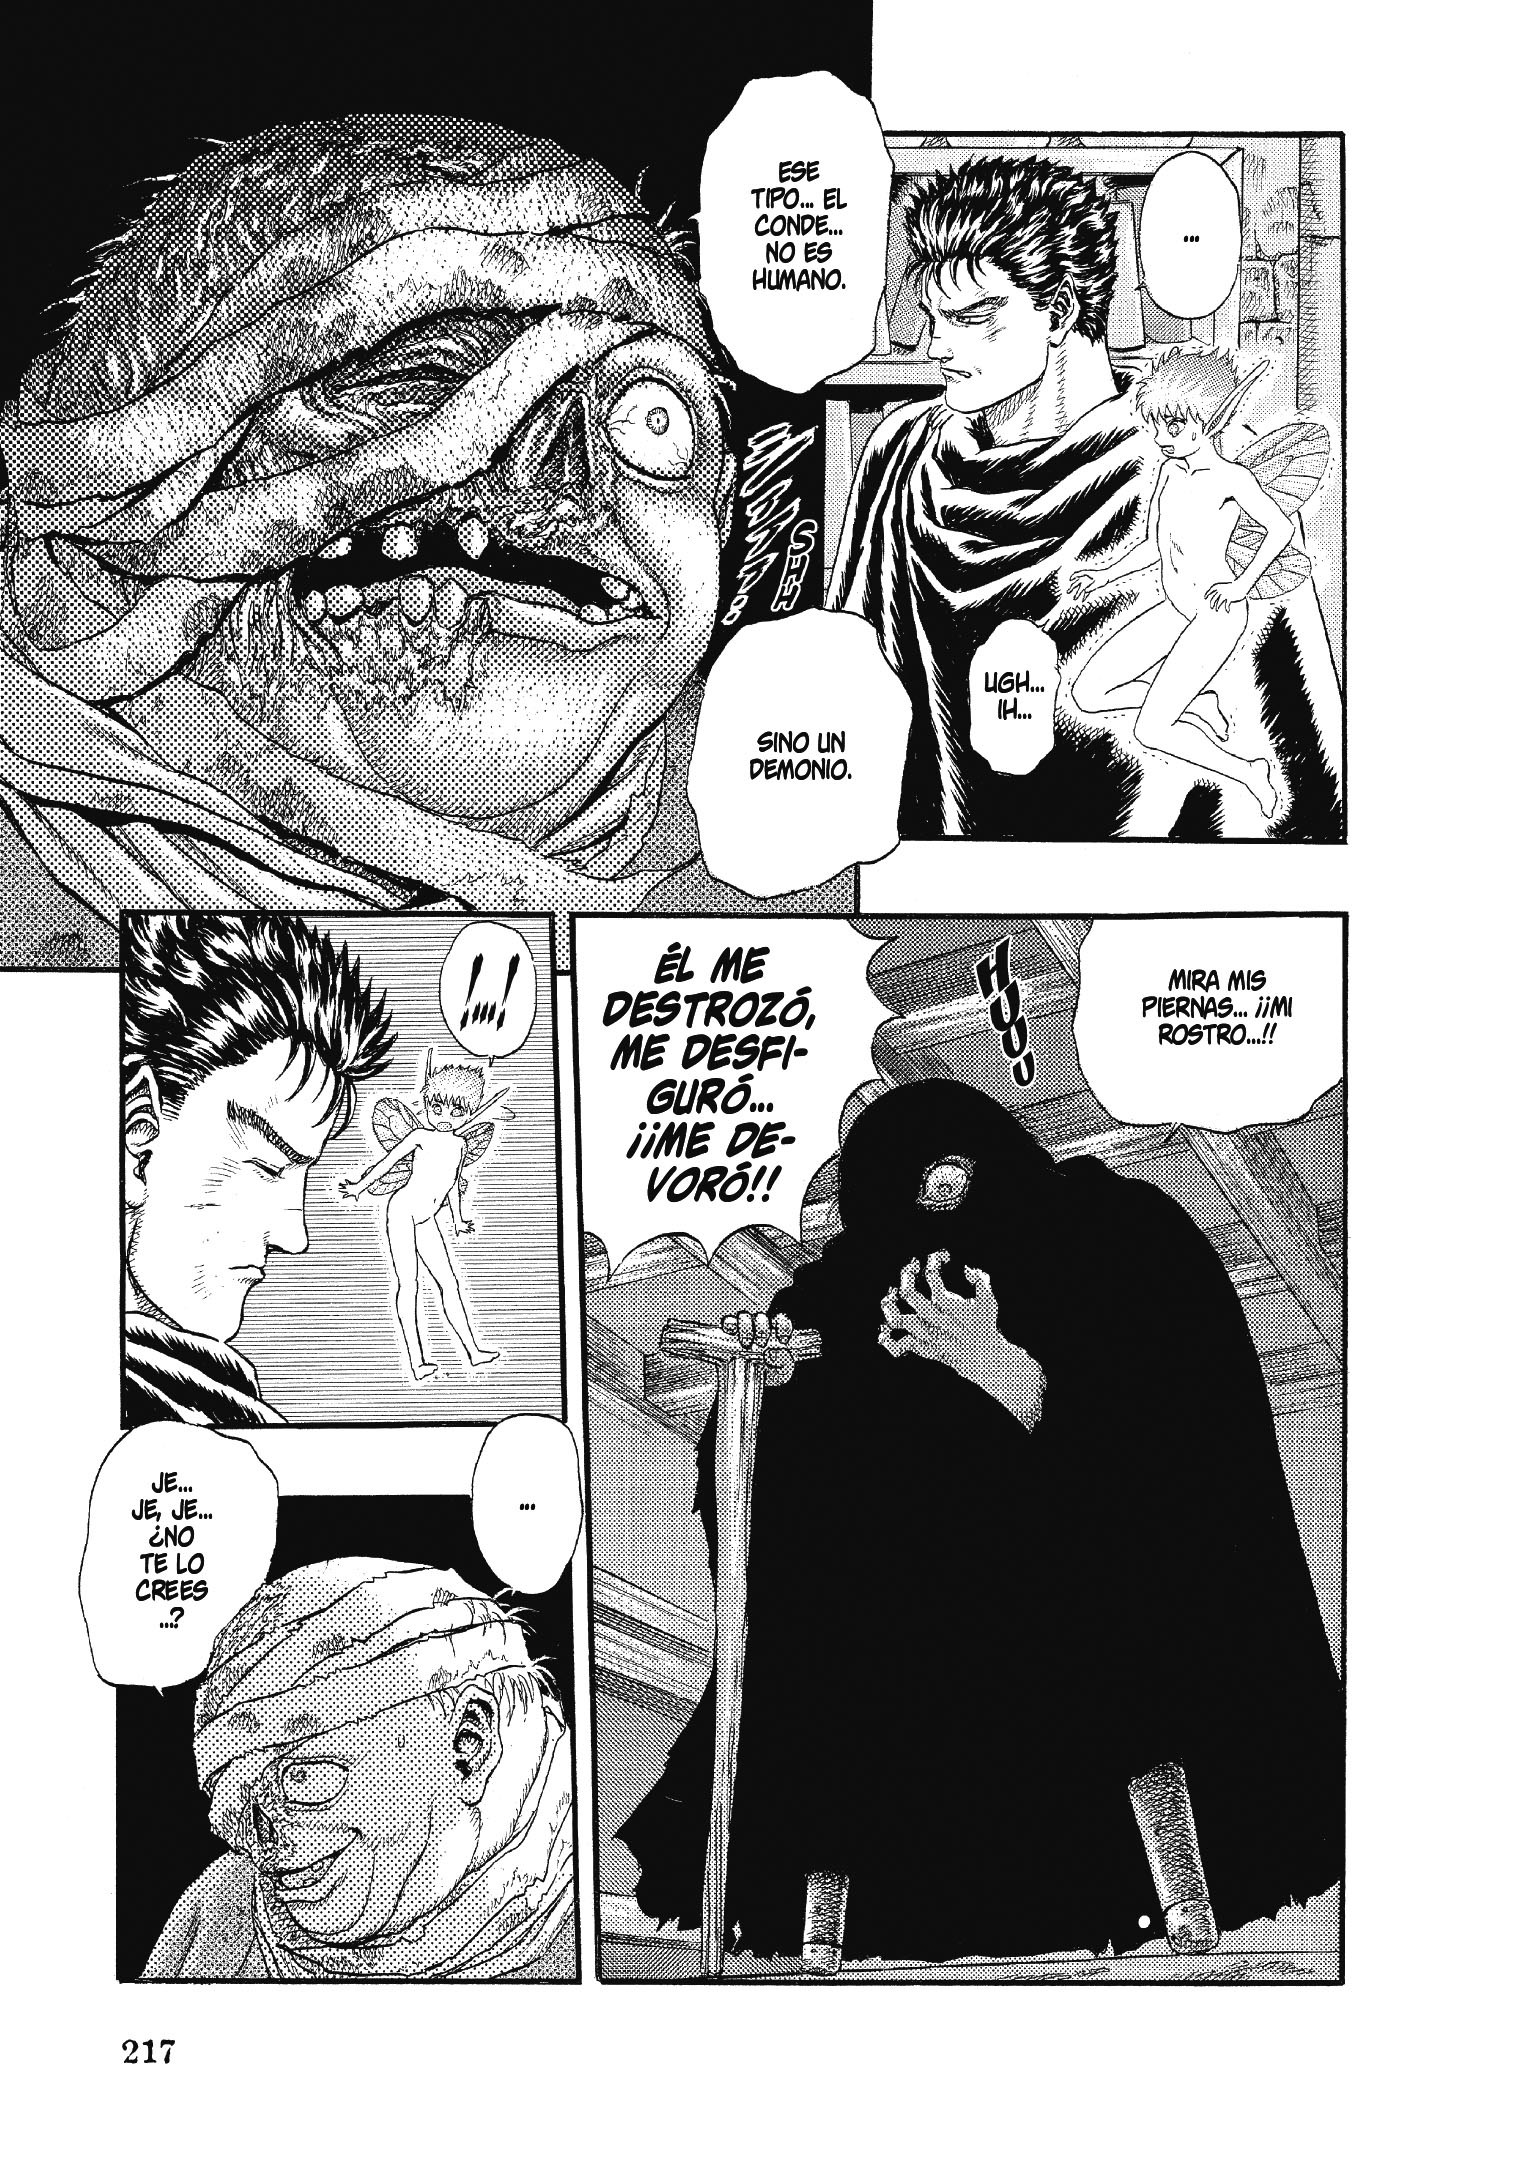 ...
UGH...
IH...
ESE
TIPO... EL
CONDE...
NO ES
HUMANO.
SHH
SINO UN
DEMONIO.
MIRA MIS
PIERNAS... ¡¡MI
ROSTRO...!!
HUUU
ÉL ME
DESTROZÓ,
ME DESFI-
GURÓ...
¡¡ME DE-
VORÓ!!
!...!
...
JE...
JE, JE...
¿NO
TE LO
CREES
...?
217